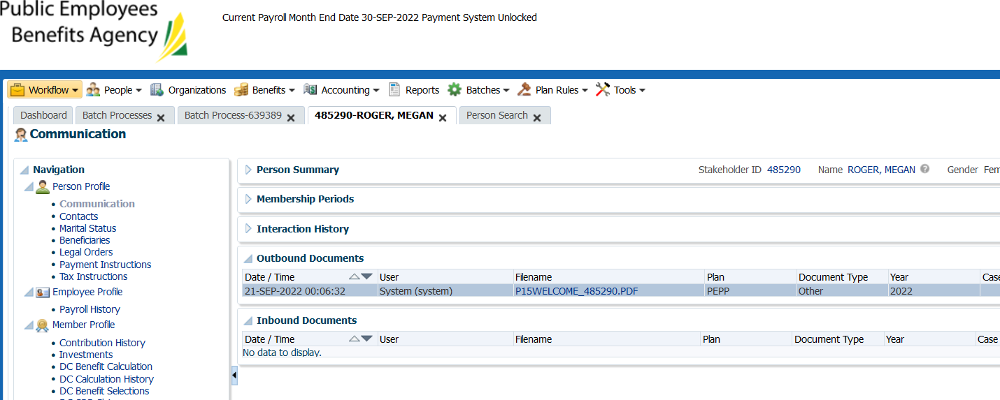 Public Employees
Benefits Agency
Current Payroll Month End Date 30-SEP-2022 Payment System Unlocked
Workflow People Organizations Benefits Accounting Reports Batches Plan Rules Tools
Dashboard Batch Processes Batch Process-639389 485290-ROGER, MEGAN Person Search
Communication
Navigation
Person Profile
Communication
Contacts
Marital Status
Beneficiaries
Legal Orders
Payment Instructions
Tax Instructions
Employee Profile
Payroll History
Member Profile
Contribution History
Investments
DC Benefit Calculation
DC Calculation History
DC Benefit Selections
Person Summary Stakeholder ID 485290 Name ROGER, MEGAN Gender Fem
Membership Periods
Interaction History
Outbound Documents
Date / Time User Filename Plan Document Type Year Case
21-SEP-2022 00:06:32 System (system) P15WELCOME_485290.PDF PEPP Other 2022
Inbound Documents
Date / Time User Filename Plan Document Type Year Case
No data to display.